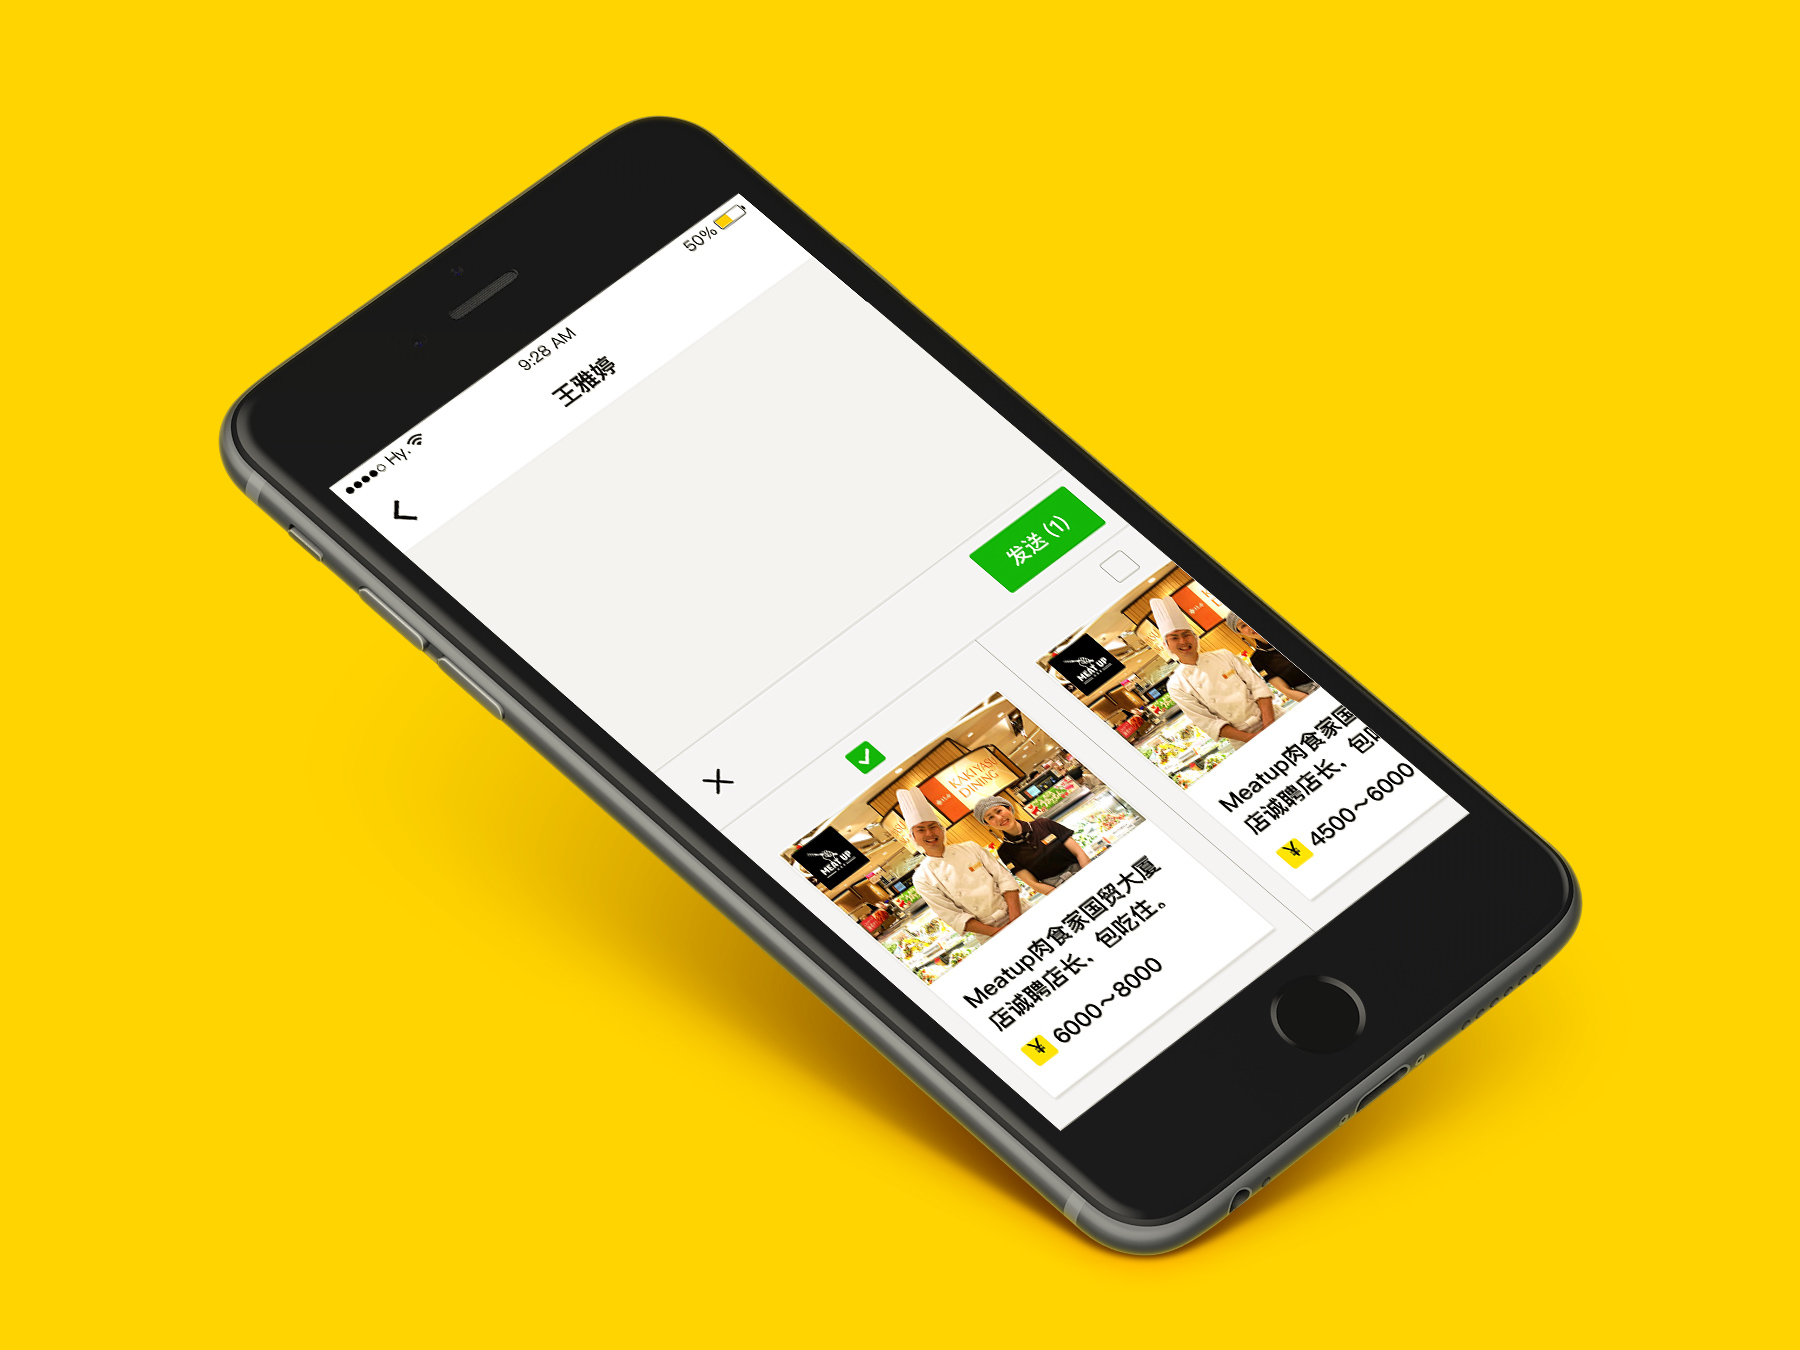 Hy.
9:28 AM
50%
王雅婷
发送 (1)
KAKIYASU
DINING
MEAT UP
Meatup肉食家国贸大厦
店诚聘店长，包吃住。
¥ 6000~8000
MEAT UP
Meatup肉食家国
店诚聘店长，包
¥ 4500~6000